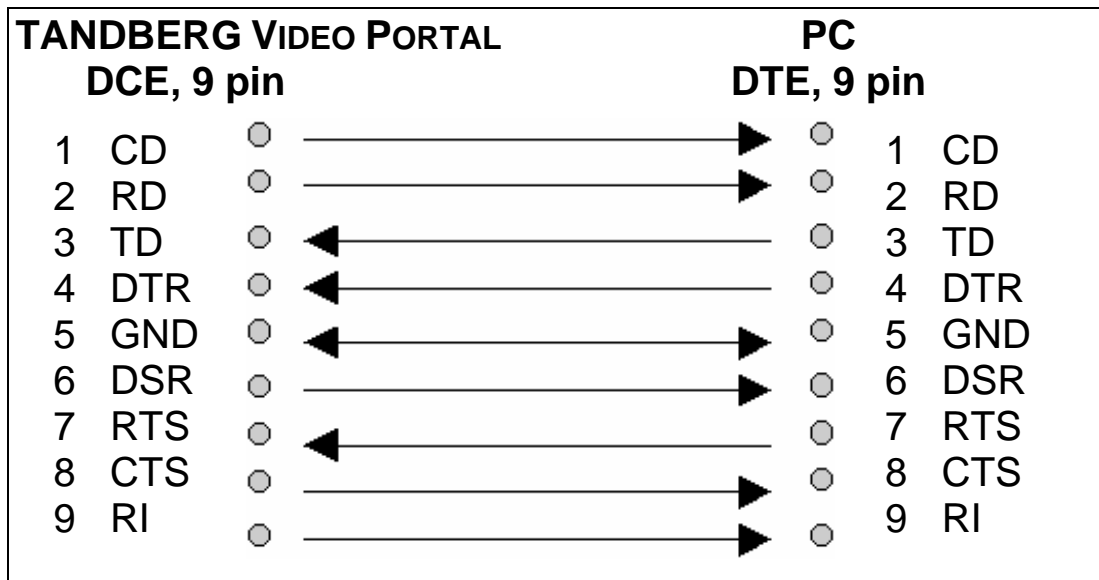 TANDBERG VIDEO PORTAL PC
DCE, 9 pin DTE, 9 pin
1 CD 1 CD
2 RD 2 RD
3 TD 3 TD
4 DTR 4 DTR
5 GND 5 GND
6 DSR 6 DSR
7 RTS 7 RTS
8 CTS 8 CTS
9 RI 9 RI